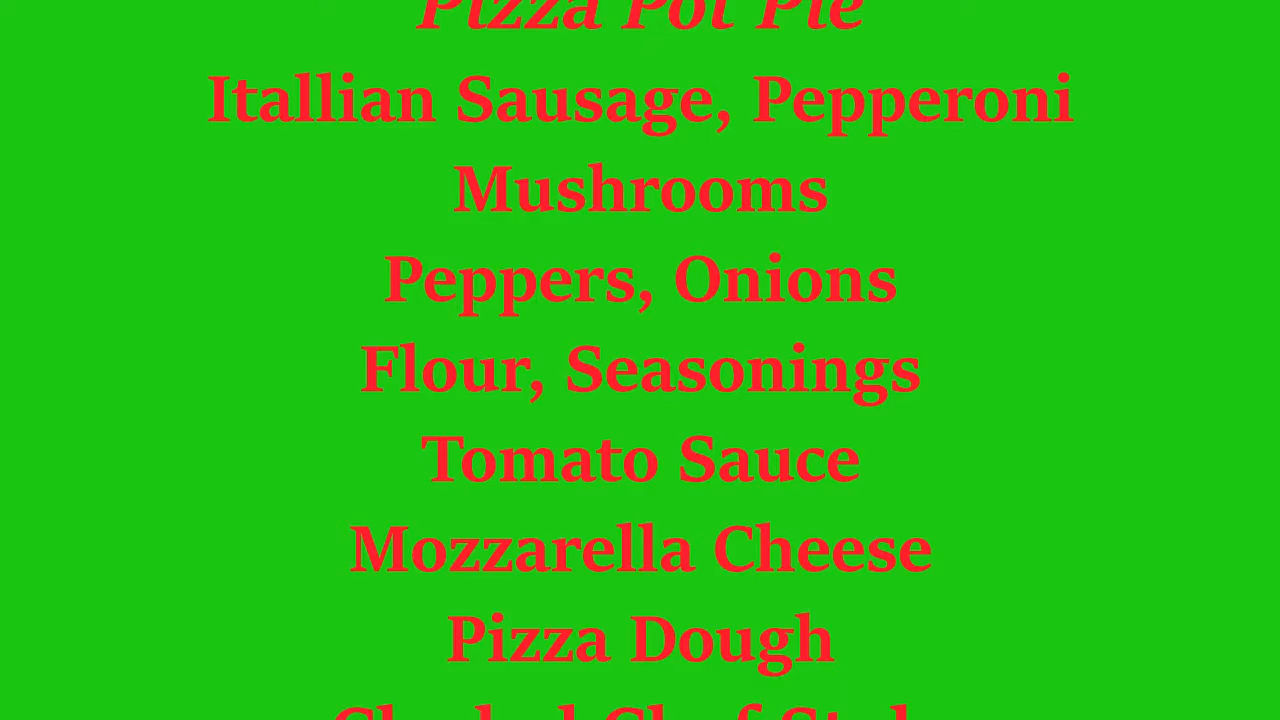 Pizza Pot Pie
Itallian Sausage, Pepperoni
Mushrooms
Peppers, Onions
Flour, Seasonings
Tomato Sauce
Mozzarella Cheese
Pizza Dough